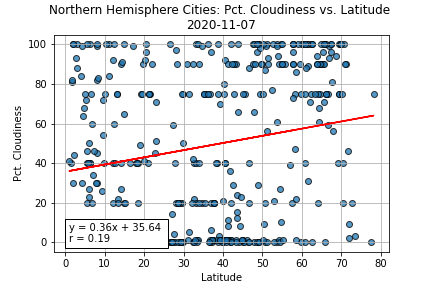 Northern Hemisphere Cities: Pct. Cloudiness vs. Latitude
2020-11-07
100
80
60
40
20
0
Pct. Cloudiness
y = 0.36x + 35.64
r = 0.19
0 10 20 30 40 50 60 70 80
Latitude